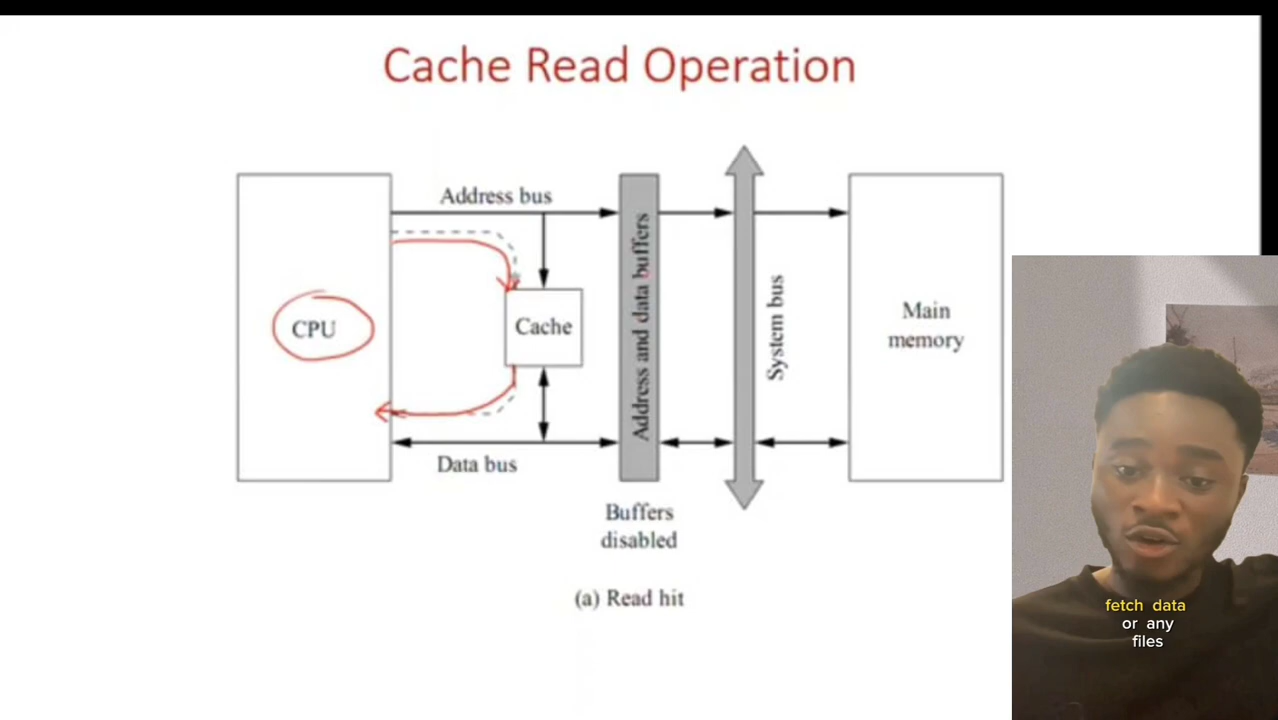 Cache Read Operation
Address bus
CPU
Cache
Address and data buffers
System bus
Main
memory
Data bus
Buffers
disabled
(a) Read hit
fetch data
or any
files